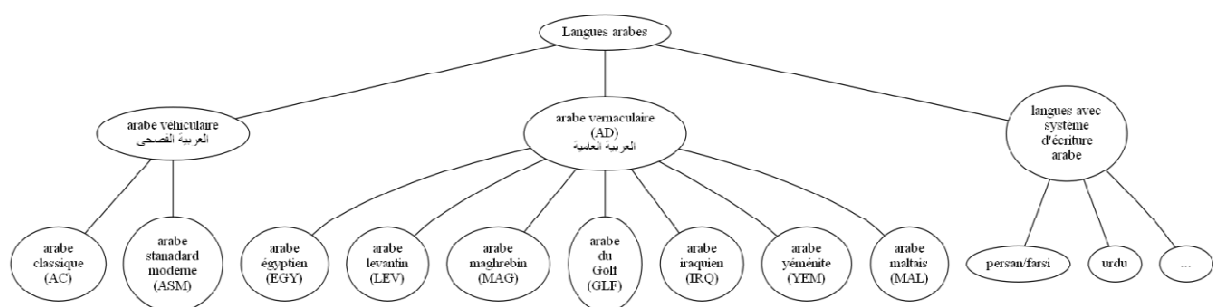 Langues arabes
arabe véhiculaire
العربية الفصحى
arabe vernaculaire
(AD)
العربية العامية
langues avec
système
d'écriture
arabe
arabe
classique
(AC)
arabe
stanadard
moderne
(ASM)
arabe
égyptien
(EGY)
arabe
levantin
(LEV)
arabe
maghrebin
(MAG)
arabe
du
Golf
(GLF)
arabe
iraquien
(IRQ)
arabe
yéménite
(YEM)
arabe
maltais
(MAL)
persan/farsi
urdu
...